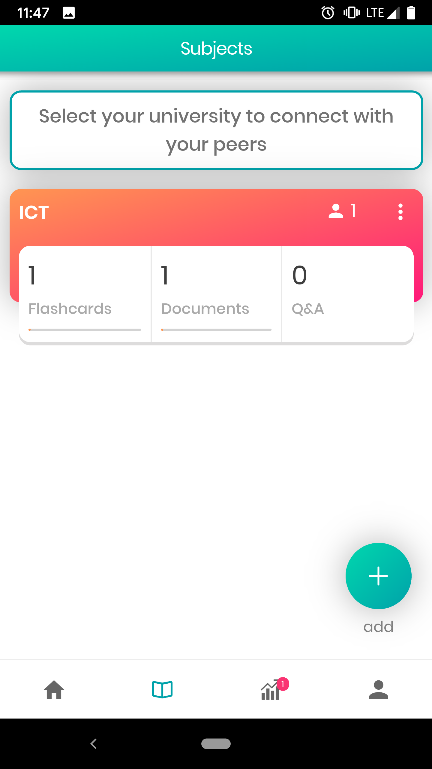 11:47
LTE
Subjects
Select your university to connect with
your peers
ICT
1
1
1
0
Flashcards
Documents
Q&A
add
1